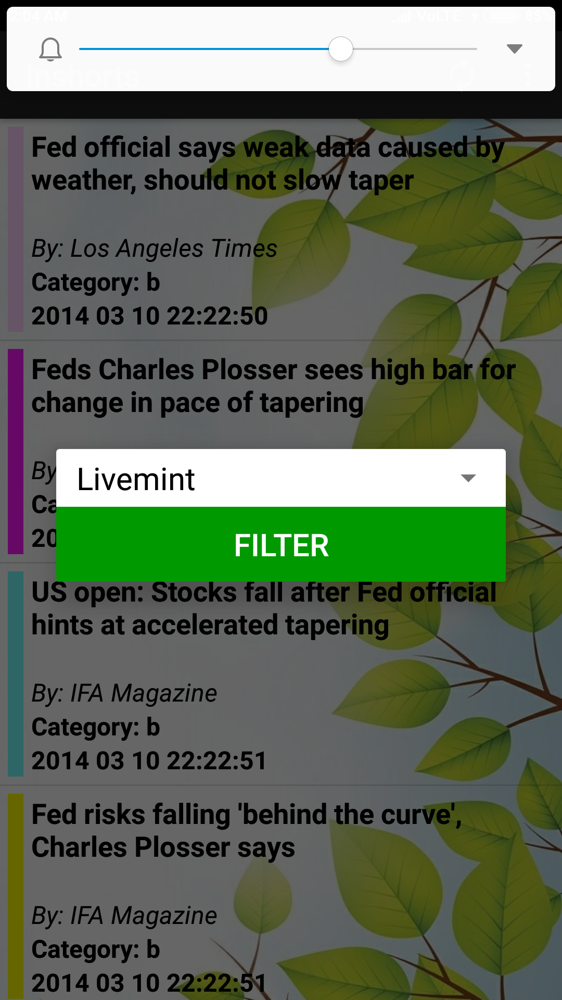 2:04 AM VoLTE 85%
Inshorts
Fed official says weak data caused by
weather, should not slow taper
By: Los Angeles Times
Category: b
2014 03 10 22:22:50
Feds Charles Plosser sees high bar for
change in pace of tapering
By
Ca
20
Livemint
FILTER
US open: Stocks fall after Fed official
hints at accelerated tapering
By: IFA Magazine
Category: b
2014 03 10 22:22:51
Fed risks falling 'behind the curve',
Charles Plosser says
By: IFA Magazine
Category: b
2014 03 10 22:22:51